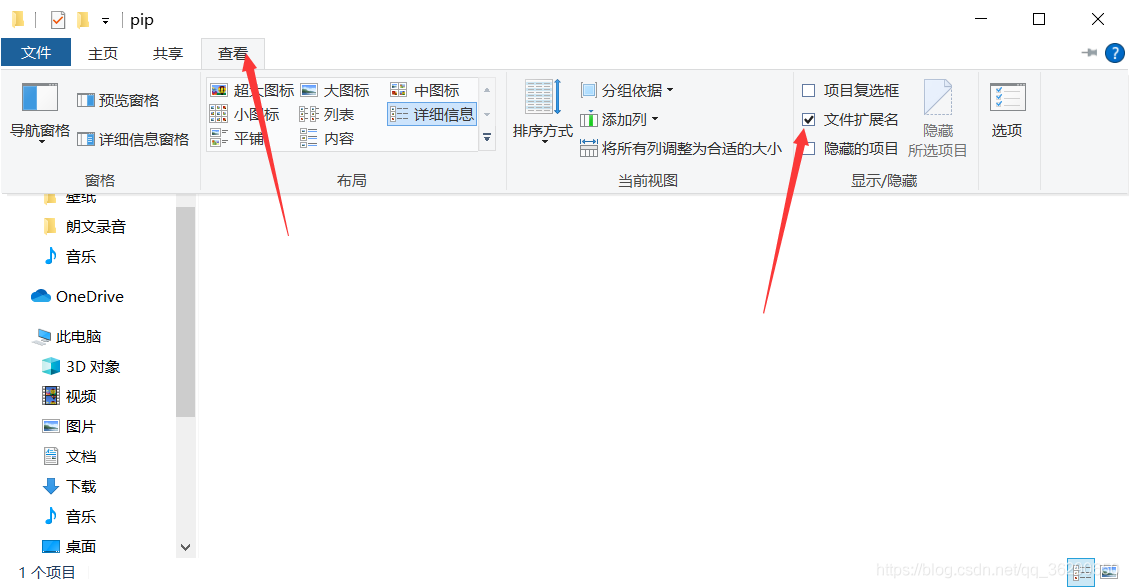 pip
文件 主页 共享 查看
超大图标 大图标 中图标 分组依据 项目复选框
预览窗格 小图标 列表 详细信息 添加列 文件扩展名
导航窗格 详细信息窗格 平铺 内容 排序方式 将所有列调整为合适的大小 隐藏的项目 隐藏 所选项目 选项
窗格 布局 当前视图 显示/隐藏
壁纸
朗文录音
音乐
OneDrive
此电脑
3D 对象
视频
图片
文档
下载
音乐
桌面
1 个项目